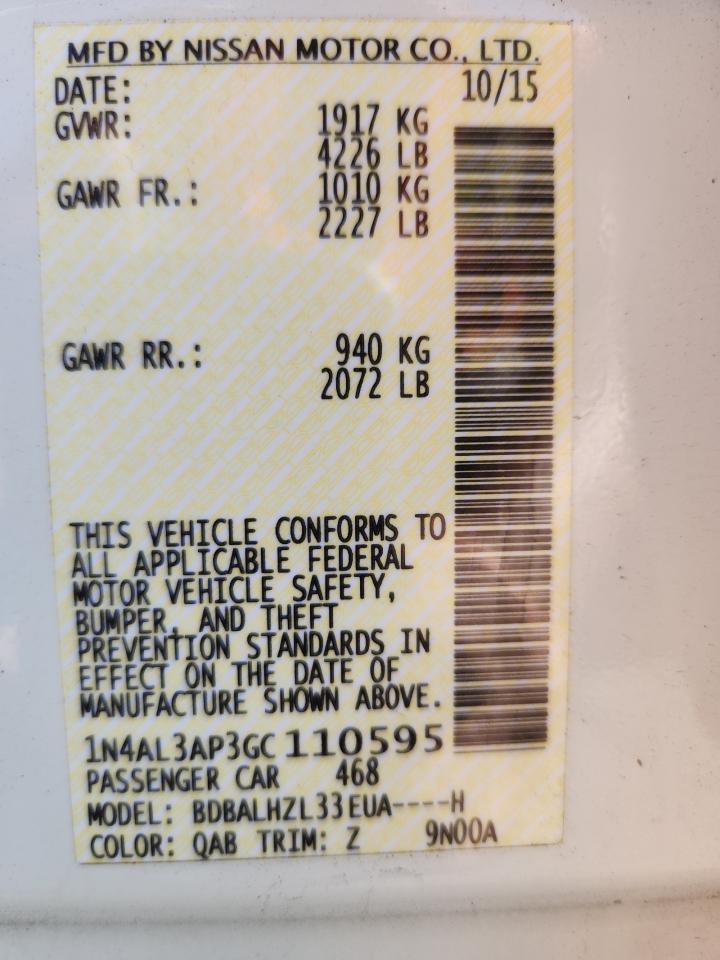 MFD BY NISSAN MOTOR CO., LTD.
DATE: 10/15
GVWR: 1917 KG
4226 LB
GAWR FR.: 1010 KG
2227 LB
GAWR RR.: 940 KG
2072 LB
THIS VEHICLE CONFORMS TO
ALL APPLICABLE FEDERAL
MOTOR VEHICLE SAFETY,
BUMPER, AND THEFT
PREVENTION STANDARDS IN
EFFECT ON THE DATE OF
MANUFACTURE SHOWN ABOVE.
1N4AL3AP3GC110595
PASSENGER CAR 468
MODEL: BDBALHZL33EUA----H
COLOR: QAB TRIM: Z 9N00A